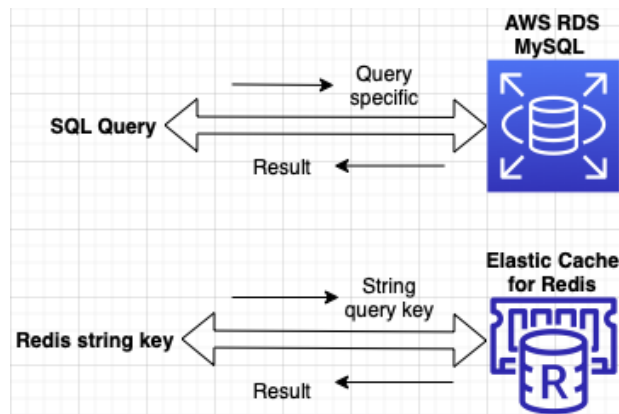 AWS RDS
MySQL
Query
specific
SQL Query
Result
Elastic Cache
for Redis
String
query key
Redis string key
R
Result